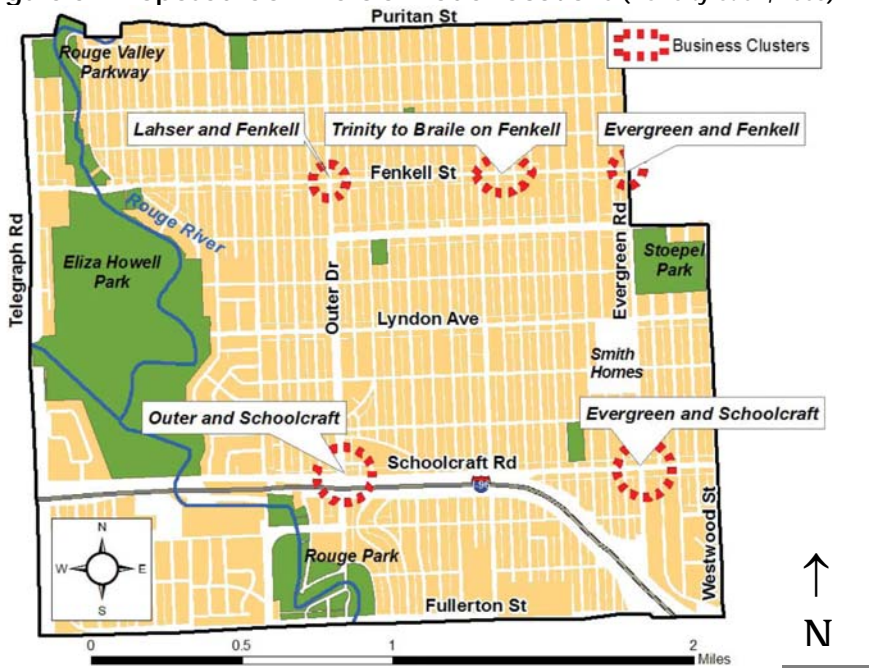 Puritan St
Business Clusters
Rouge Valley
Parkway
Lahser and Fenkell
Trinity to Braile on Fenkell
Evergreen and Fenkell
Fenkell St
Rouge River
Telegraph Rd
Eliza Howell
Park
Outer Dr
Evergreen Rd
Stoepel
Park
Lyndon Ave
Smith
Homes
Outer and Schoolcraft
Evergreen and Schoolcraft
Schoolcraft Rd
Westwood St
N
W
E
S
Rouge Park
Fullerton St
N
0
0.5
1
2
Miles